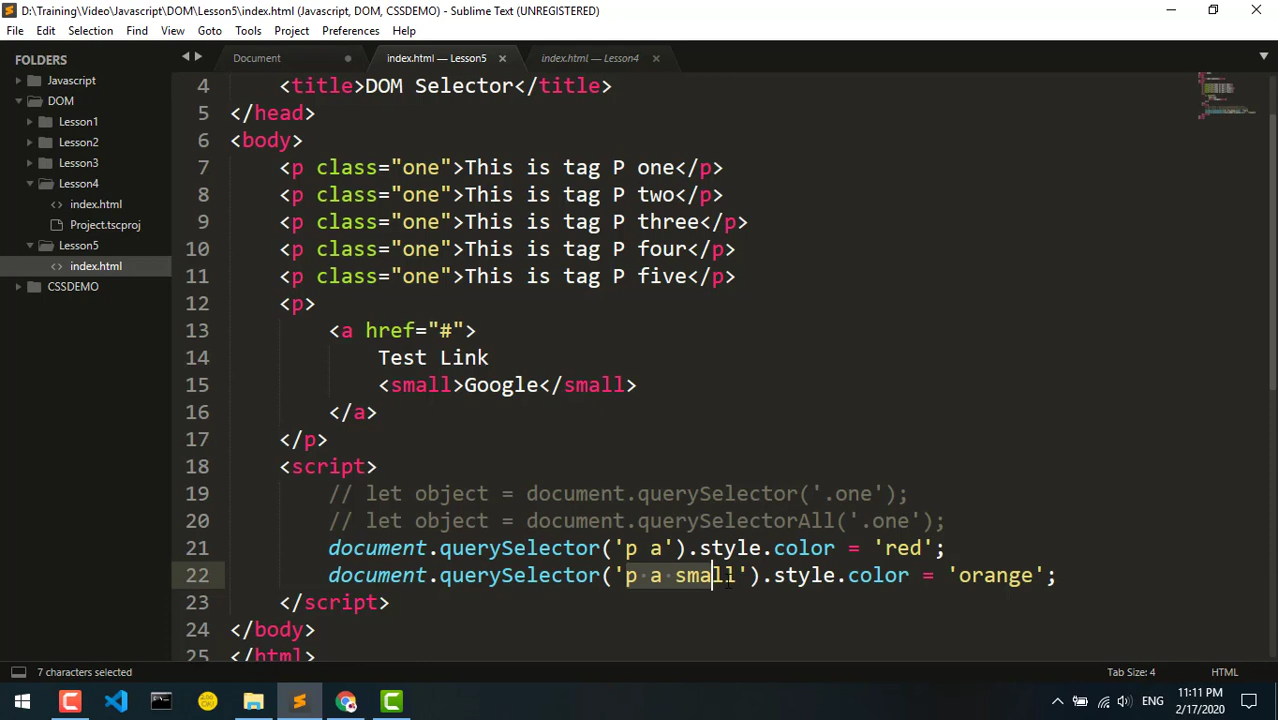 D:\Training\Video\Javascript\DOM\Lesson5\index.html (Javascript, DOM, CSSDEMO) - Sublime Text (UNREGISTERED)
File Edit Selection Find View Goto Tools Project Preferences Help
FOLDERS
Javascript
DOM
Lesson1
Lesson2
Lesson3
Lesson4
index.html
Project.tscproj
Lesson5
index.html
CSSDEMO
Document
index.html — Lesson5
index.html — Lesson4
4 <title>DOM Selector</title>
5 </head>
6 <body>
7 <p class="one">This is tag P one</p>
8 <p class="one">This is tag P two</p>
9 <p class="one">This is tag P three</p>
10 <p class="one">This is tag P four</p>
11 <p class="one">This is tag P five</p>
12 <p>
13 <a href="#">
14 Test Link
15 <small>Google</small>
16 </a>
17 </p>
18 <script>
19 // let object = document.querySelector('.one');
20 // let object = document.querySelectorAll('.one');
21 document.querySelector('p a').style.color = 'red';
22 document.querySelector('p a small').style.color = 'orange';
23 </script>
24 </body>
25 </html>
7 characters selected
Tab Size: 4
HTML
ENG
11:11 PM
2/17/2020